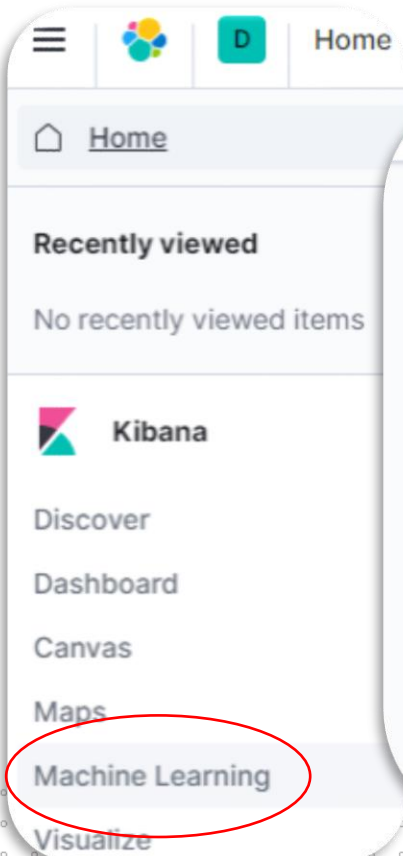 D Home
Home
Recently viewed
No recently viewed items
Kibana
Discover
Dashboard
Canvas
Maps
Machine Learning
Visualize